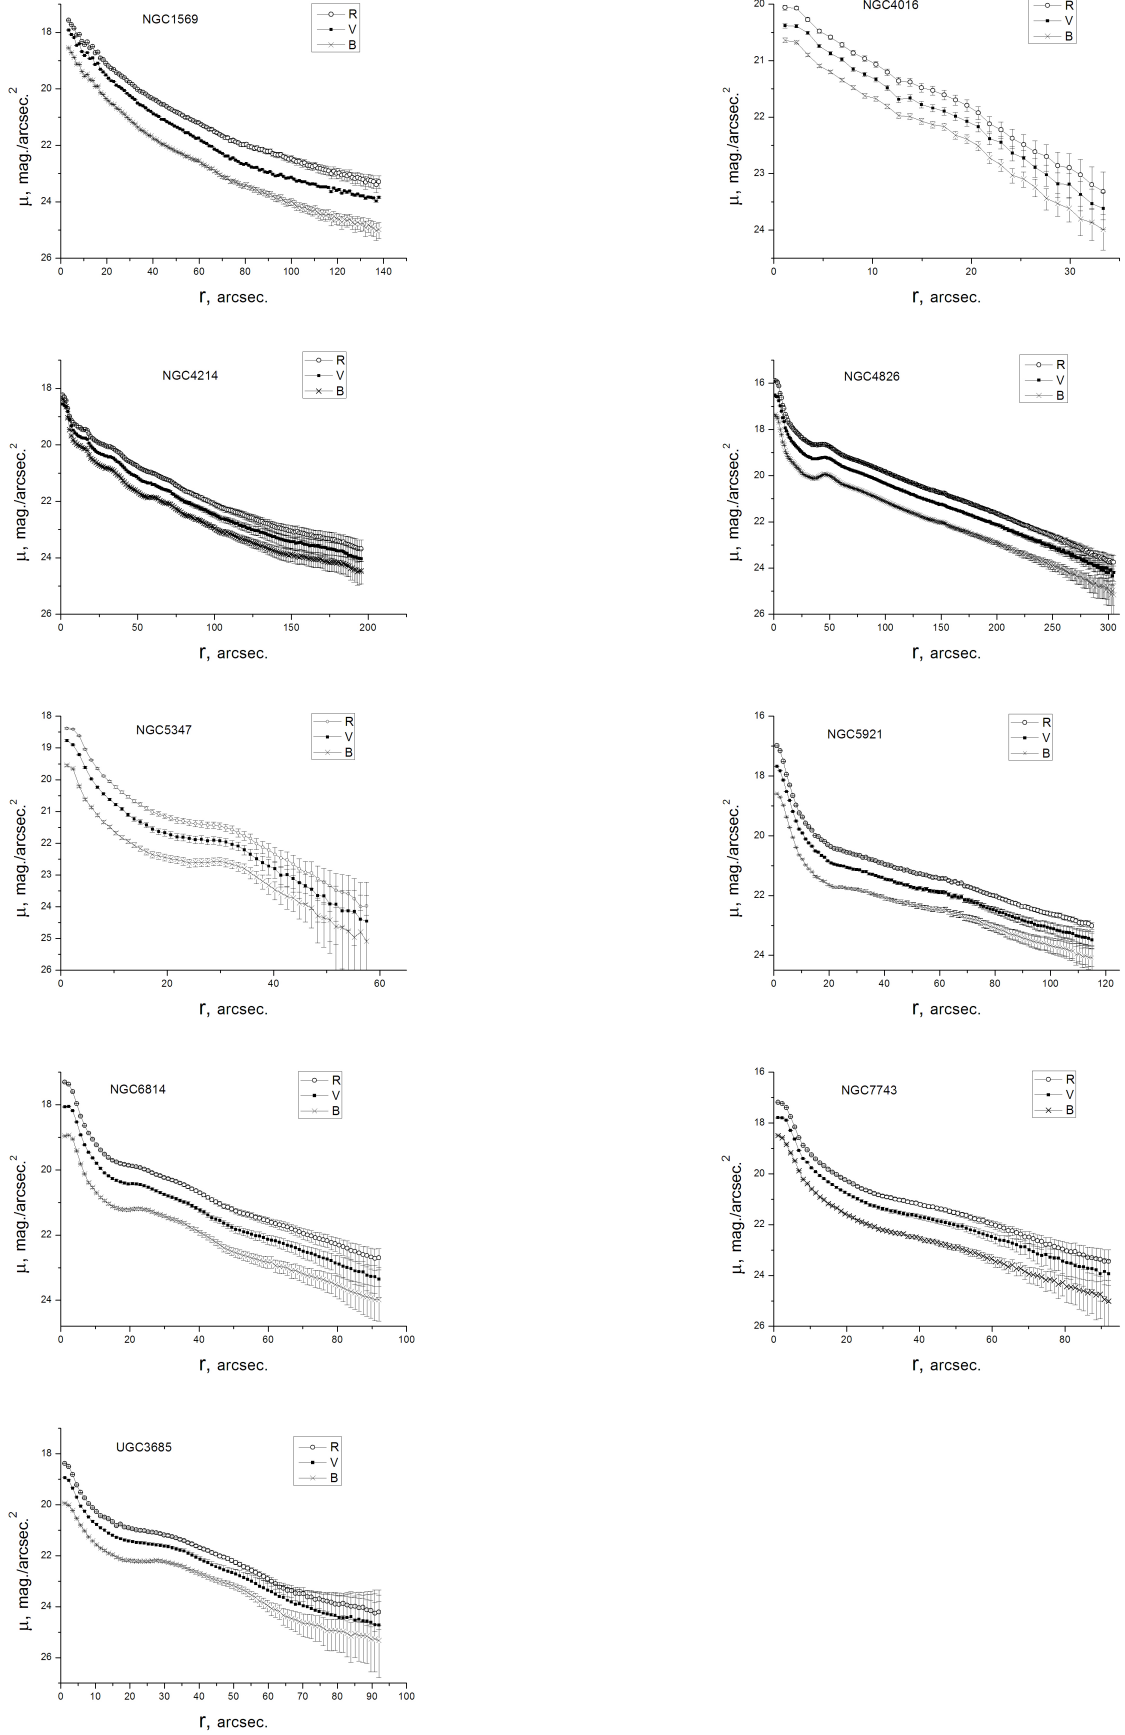 NGC1569
R
V
B
18
20
22
24
26
0 20 40 60 80 100 120 140
μ, mag./arcsec.²
r, arcsec.
NGC4016
R
V
B
20
21
22
23
24
0 10 20 30
μ, mag./arcsec.²
r, arcsec.
NGC4214
R
V
B
18
20
22
24
26
0 50 100 150 200
μ, mag./arcsec.²
r, arcsec.
NGC4826
R
V
B
16
18
20
22
24
26
0 50 100 150 200 250 300
μ, mag./arcsec.²
r, arcsec.
NGC5347
R
V
B
18
19
20
21
22
23
24
25
26
0 20 40 60
μ, mag./arcsec.²
r, arcsec.
NGC5921
R
V
B
16
18
20
22
24
0 20 40 60 80 100 120
μ, mag./arcsec.²
r, arcsec.
NGC6814
R
V
B
18
20
22
24
0 20 40 60 80 100
μ, mag./arcsec.²
r, arcsec.
NGC7743
R
V
B
16
18
20
22
24
26
0 20 40 60 80
μ, mag./arcsec.²
r, arcsec.
UGC3685
R
V
B
18
20
22
24
26
0 10 20 30 40 50 60 70 80 90 100
μ, mag./arcsec.²
r, arcsec.